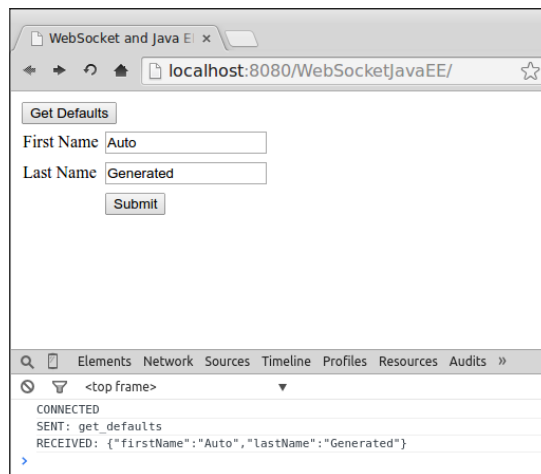 WebSocket and Java E
localhost:8080/WebSocketJavaEE/
Get Defaults
First Name Auto
Last Name Generated
Submit
Elements Network Sources Timeline Profiles Resources Audits »
<top frame> ▼
CONNECTED
SENT: get_defaults
RECEIVED: {"firstName":"Auto","lastName":"Generated"}
>